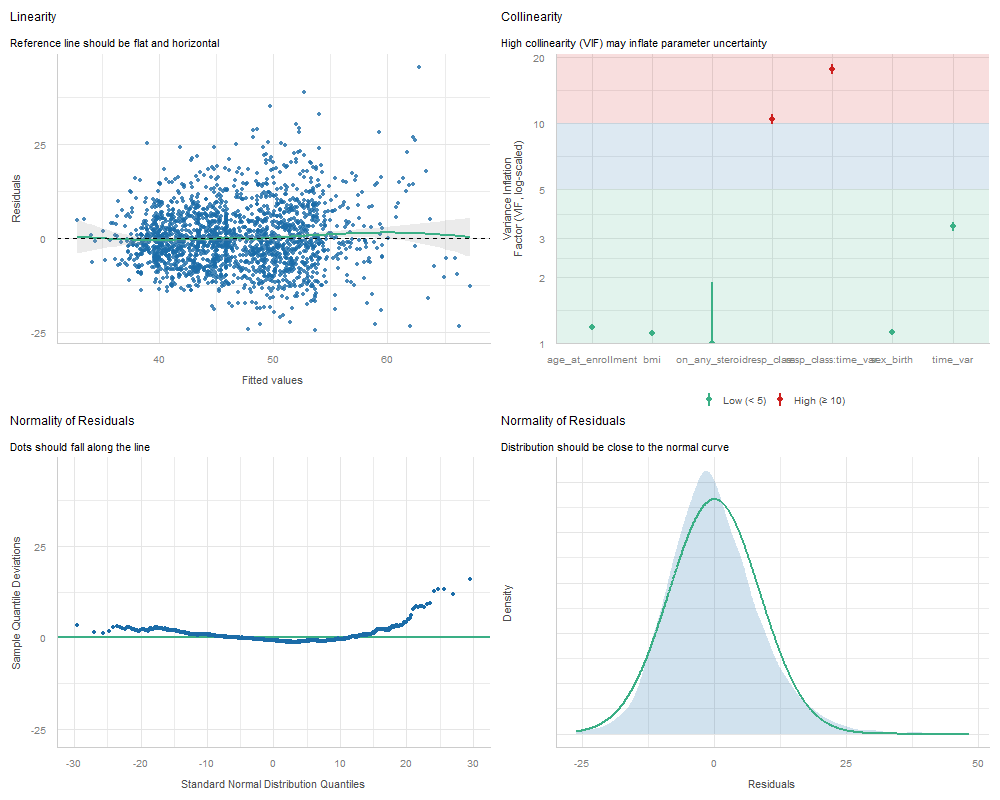 Linearity
Reference line should be flat and horizontal
Residuals
25
0
-25
40
50
60
Fitted values
Collinearity
High collinearity (VIF) may inflate parameter uncertainty
Variance Inflation
Factor (VIF, log-scaled)
20
10
5
3
2
1
age_at_enrollment
bmi
on_any_steroid
resp_class
resp_class:time_var
sex_birth
time_var
Low (< 5)
High (≥ 10)
Normality of Residuals
Dots should fall along the line
Sample Quantile Deviations
25
0
-25
-30
-20
-10
0
10
20
30
Standard Normal Distribution Quantiles
Normality of Residuals
Distribution should be close to the normal curve
Density
-25
0
25
50
Residuals